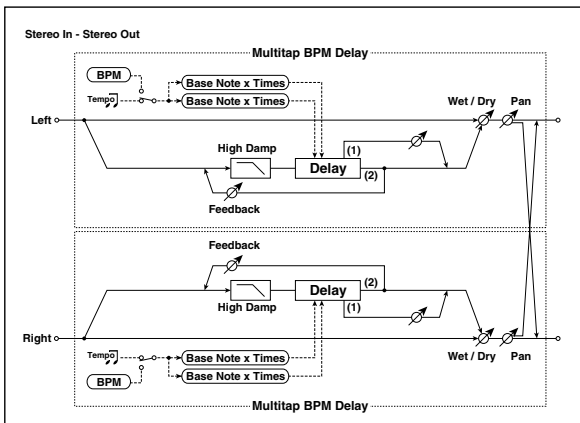 Stereo In - Stereo Out
Multitap BPM Delay
BPM
Base Note x Times
Tempo
Base Note x Times
Wet / Dry
Pan
Left
High Damp
(1)
Delay
(2)
Feedback
Feedback
Delay
(2)
High Damp
(1)
Right
Tempo
Base Note x Times
Wet / Dry
Pan
BPM
Base Note x Times
Multitap BPM Delay